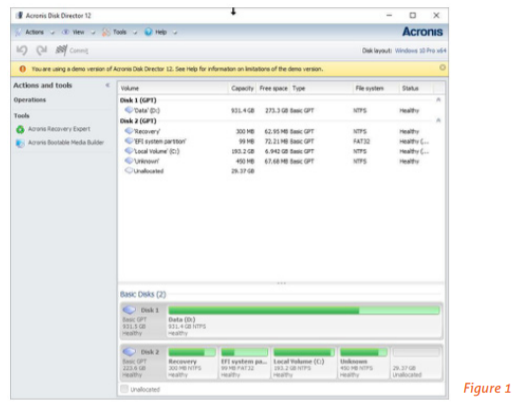 Acronis Disk Director 12
Actions View Tools Help
Acronis
Commit
Disk layout: Windows 10 Pro x64
You are using a demo version of Acronis Disk Director 12. See Help for information on limitations of the demo version.
Actions and tools
Operations
Tools
Acronis Recovery Expert
Acronis Bootable Media Builder
Volume Capacity Free space Type File system Status
Disk 1 (GPT)
'Data' (D:) 931.4 GB 273.3 GB Basic GPT NTFS Healthy
Disk 2 (GPT)
'Recovery' 300 MB 62.95 MB Basic GPT NTFS Healthy
'EFI system partition' 99 MB 72.21 MB Basic GPT FAT32 Healthy (...
'Local Volume' (C:) 193.2 GB 6.942 GB Basic GPT NTFS Healthy (...
'Unknown' 450 MB 67.68 MB Basic GPT NTFS Healthy
Unallocated 29.37 GB
Basic Disks (2)
Disk 1
Basic GPT Data (D:)
931.5 GB 931.4 GB NTFS
Healthy Healthy
Disk 2
Basic GPT Recovery EFI system pa... Local Volume (C:) Unknown
223.6 GB 300 MB NTFS 99 MB FAT32 193.2 GB NTFS 450 MB NTFS 29.37 GB
Healthy Healthy Healthy Healthy Healthy Unallocated
Unallocated
Figure 1